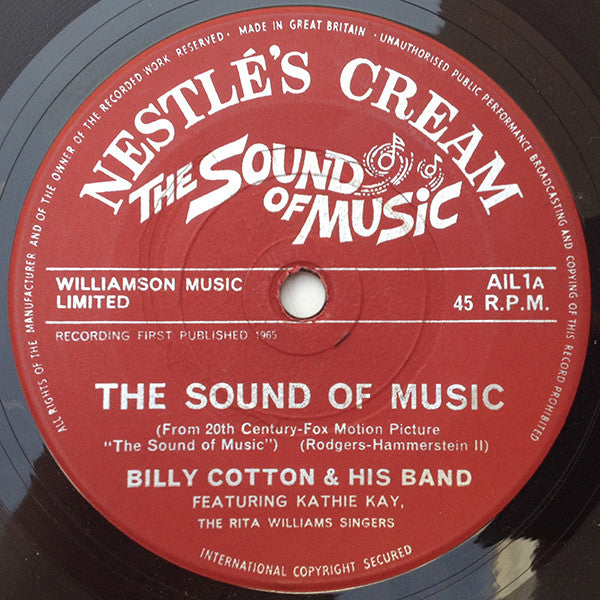 ALL RIGHTS OF THE MANUFACTURER AND OF THE OWNER OF THE RECORDED WORK RESERVED • MADE IN GREAT BRITAIN • UNAUTHORISED PUBLIC PERFORMANCE BROADCASTING AND COPYING OF THIS RECORD PROHIBITED
NESTLÉ'S CREAM
THE SOUND
OF MUSIC
WILLIAMSON MUSIC
LIMITED
AIL1A
45 R.P.M.
RECORDING FIRST PUBLISHED 1965
THE SOUND OF MUSIC
(From 20th Century-Fox Motion Picture
"The Sound of Music") (Rodgers-Hammerstein II)
BILLY COTTON & HIS BAND
FEATURING KATHIE KAY,
THE RITA WILLIAMS SINGERS
INTERNATIONAL COPYRIGHT SECURED